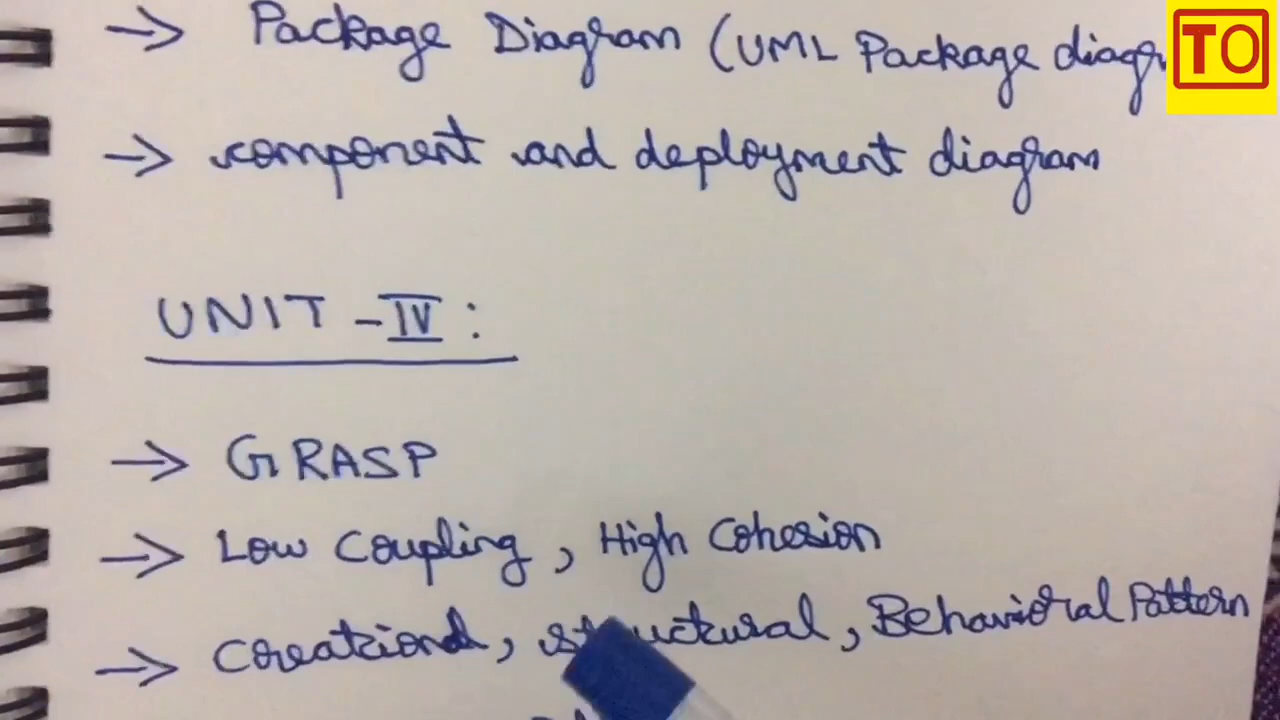 → Package Diagram (UML Package diagr
TO
→ component and deployment diagram
UNIT - IV :
→ GRASP
→ Low Coupling, High Cohesion
→ Creational, structural, Behavioral Pattern